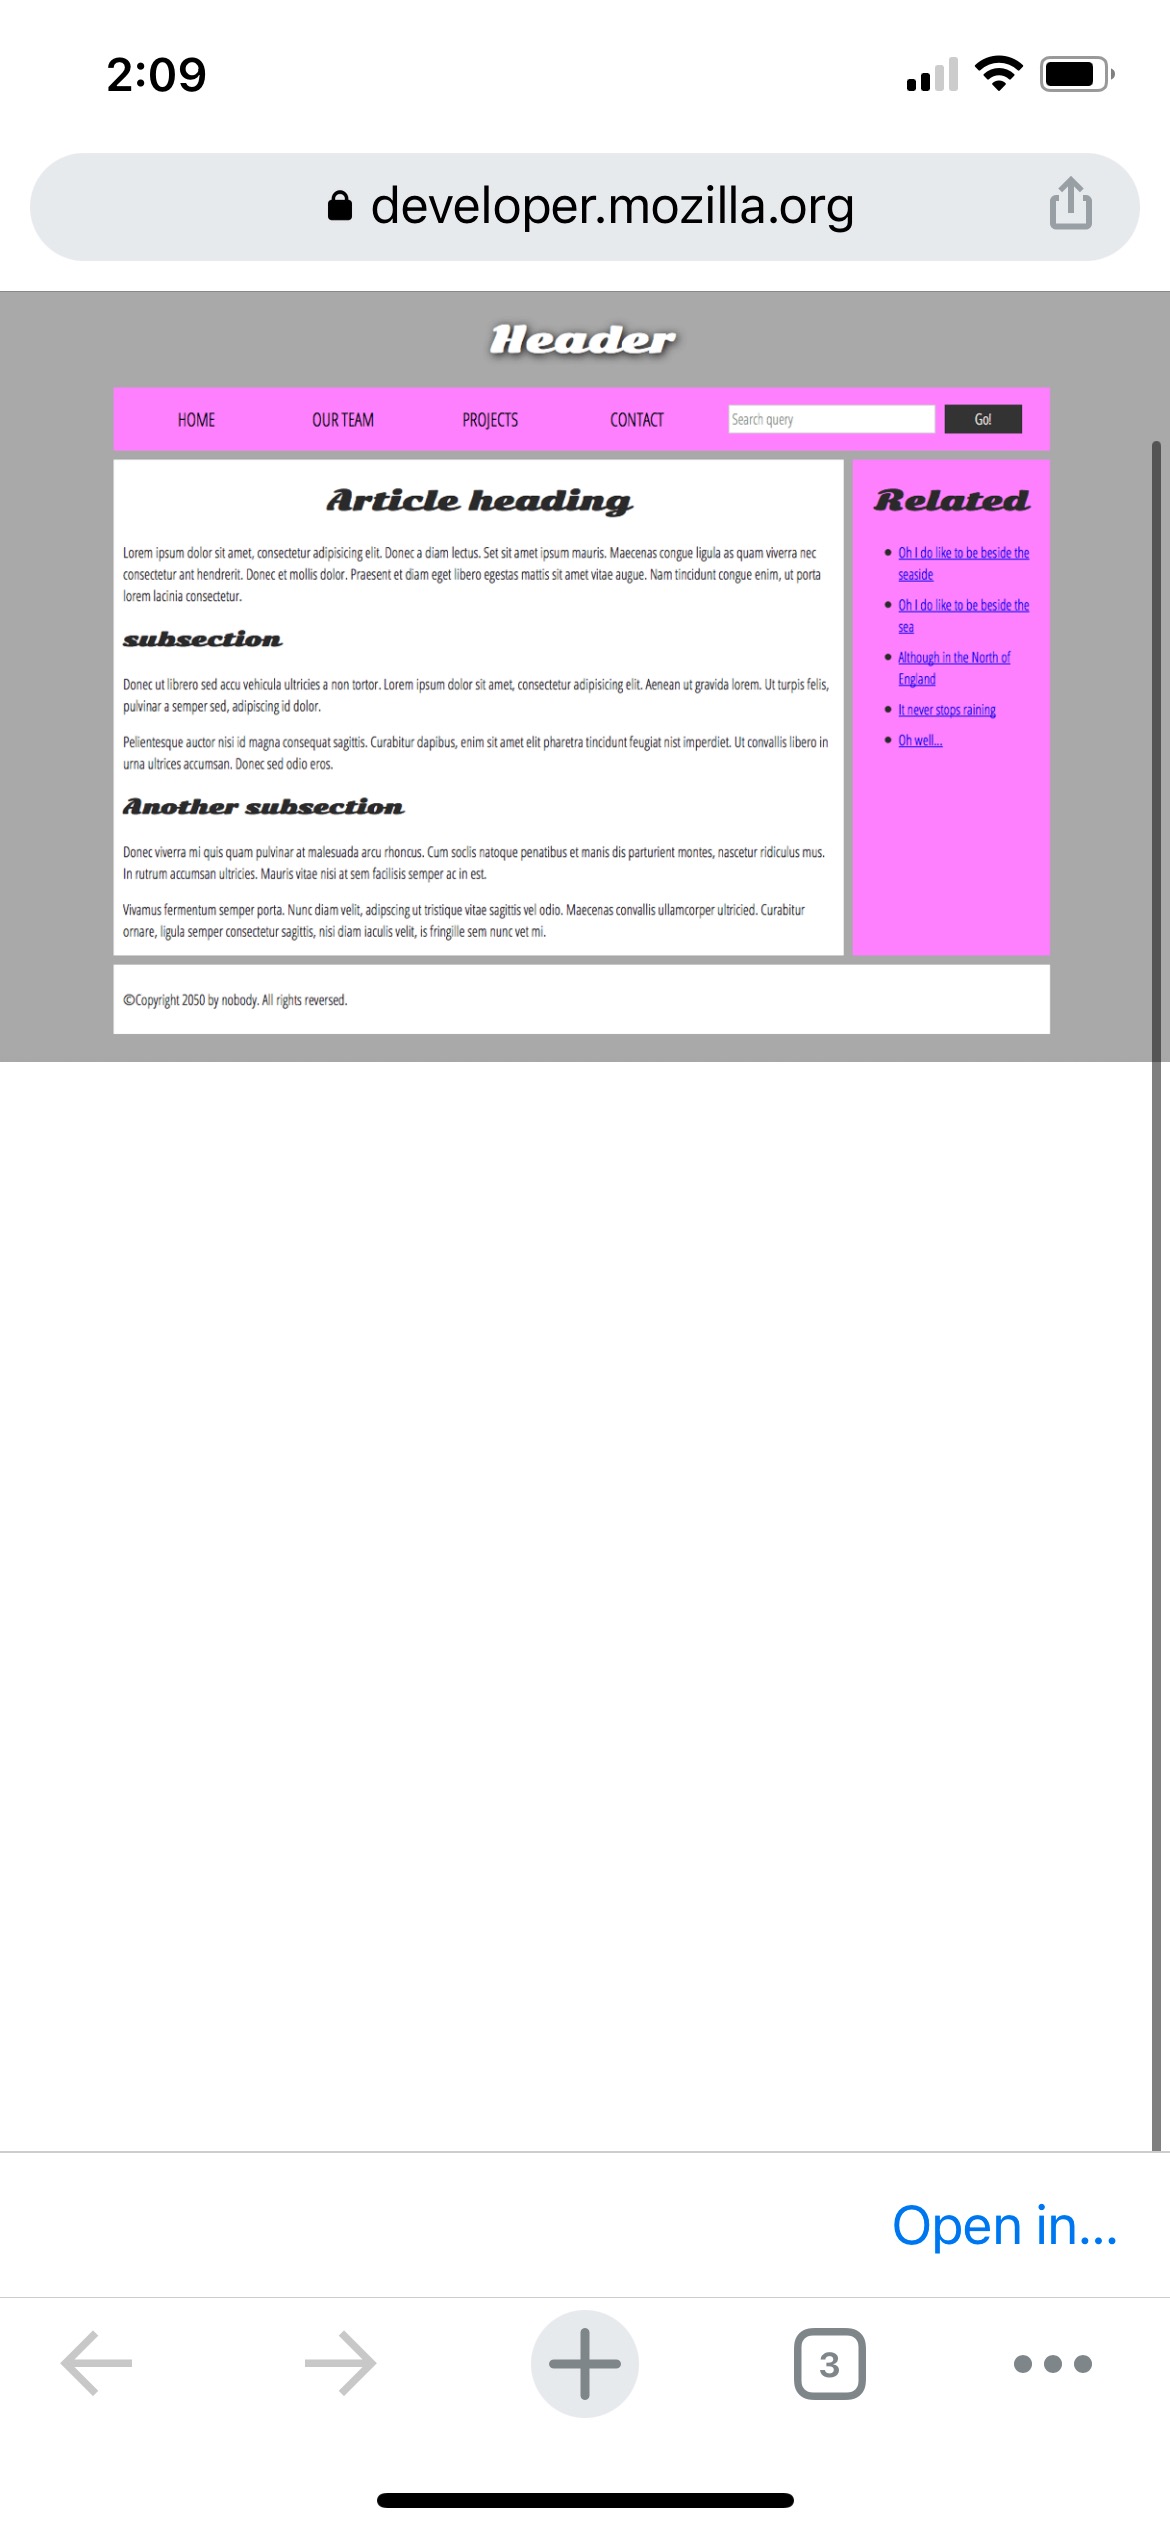 2:09
developer.mozilla.org
Header
HOME OUR TEAM PROJECTS CONTACT Search query Go!
Article heading
Lorem ipsum dolor sit amet, consectetur adipisicing elit. Donec a diam lectus. Set sit amet ipsum mauris. Maecenas congue ligula as quam viverra nec
consectetur ant hendrerit. Donec et mollis dolor. Praesent et diam eget libero egestas mattis sit amet vitae augue. Nam tincidunt congue enim, ut porta
lorem lacinia consectetur.
subsection
Donec ut librero sed accu vehicula ultricies a non tortor. Lorem ipsum dolor sit amet, consectetur adipisicing elit. Aenean ut gravida lorem. Ut turpis felis,
pulvinar a semper sed, adipiscing id dolor.
Pelientesque auctor nisi id magna consequat sagittis. Curabitur dapibus, enim sit amet elit pharetra tincidunt feugiat nist imperdiet. Ut convallis libero in
urna ultrices accumsan. Donec sed odio eros.
Another subsection
Donec viverra mi quis quam pulvinar at malesuada arcu rhoncus. Cum soclis natoque penatibus et manis dis parturient montes, nascetur ridiculus mus.
In rutrum accumsan ultricies. Mauris vitae nisi at sem facilisis semper ac in est.
Vivamus fermentum semper porta. Nunc diam velit, adipscing ut tristique vitae sagittis vel odio. Maecenas convallis ullamcorper ultricied. Curabitur
ornare, ligula semper consectetur sagittis, nisi diam iaculis velit, is fringille sem nunc vet mi.
Related
Oh I do like to be beside the
seaside
Oh I do like to be beside the
sea
Although in the North of
England
It never stops raining
Oh well...
©Copyright 2050 by nobody. All rights reversed.
Open in...
3